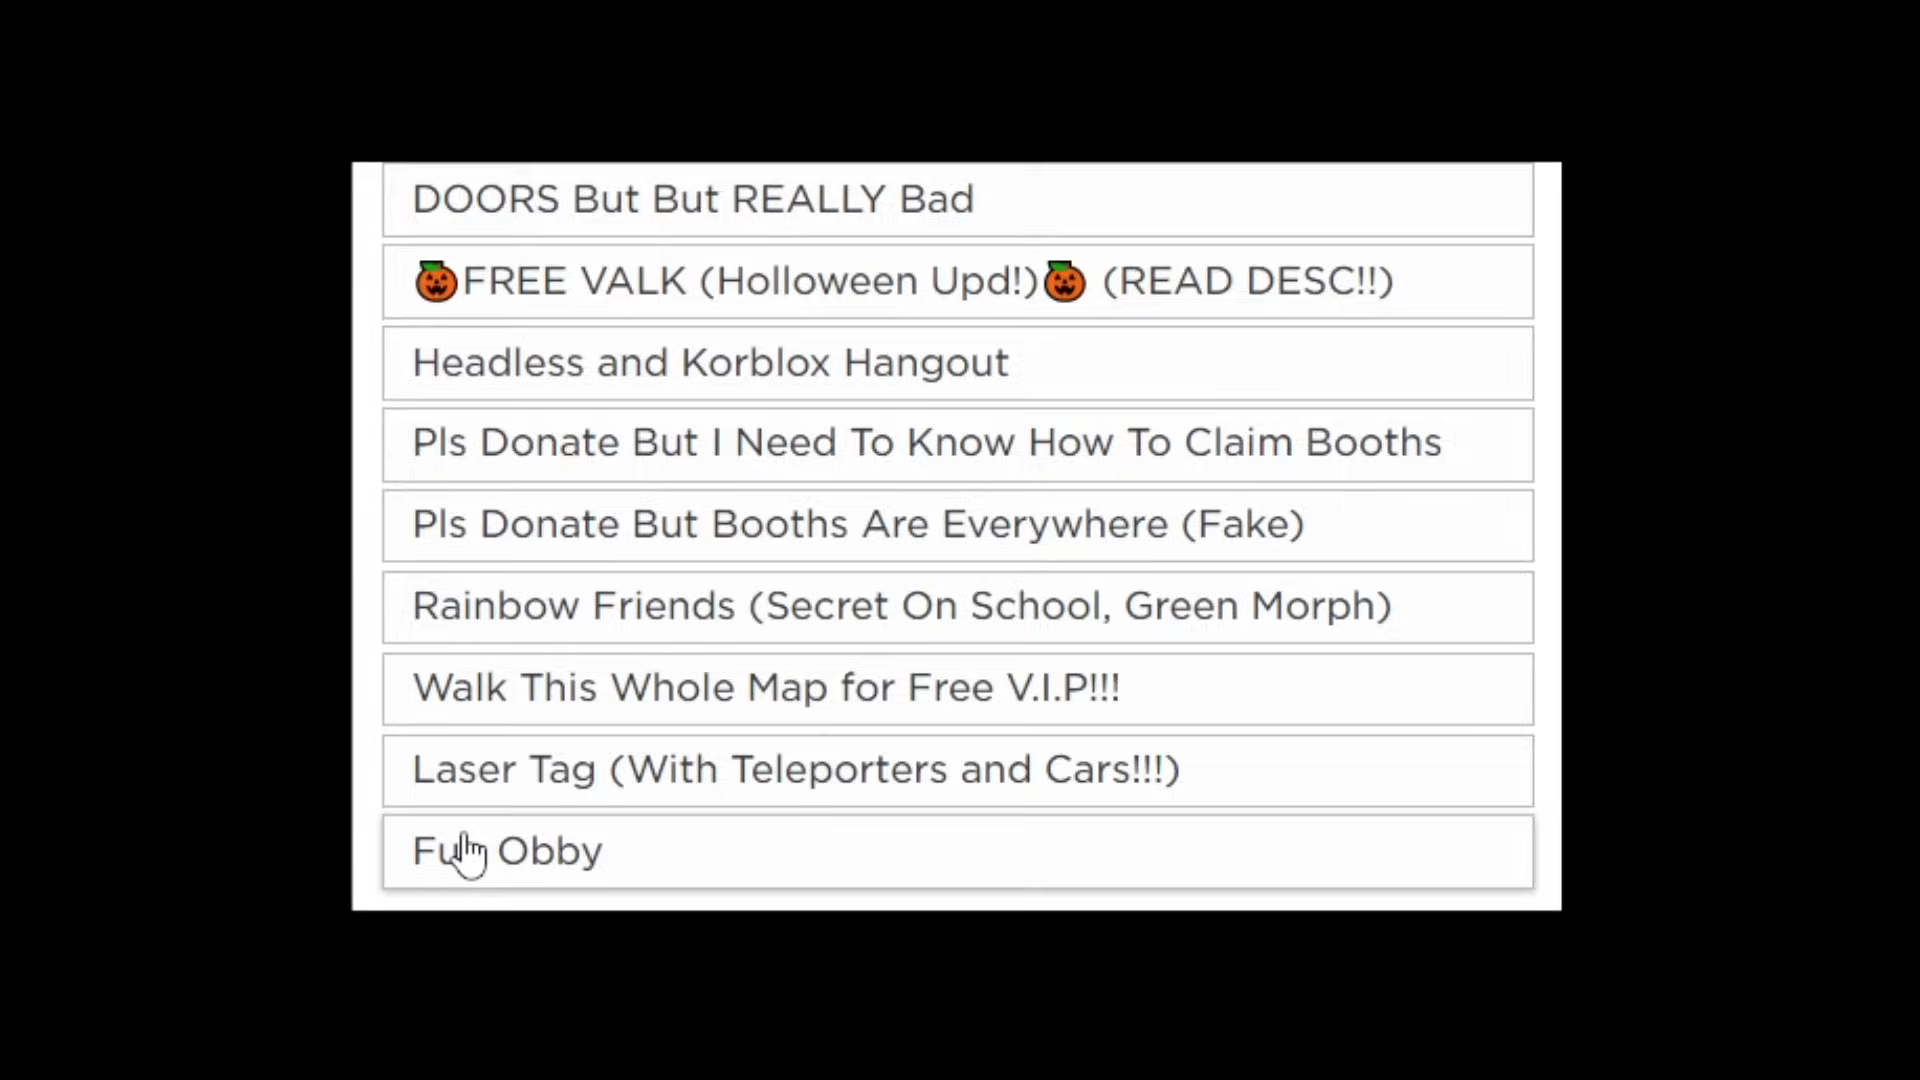 DOORS But But REALLY Bad
🎃FREE VALK (Holloween Upd!)🎃 (READ DESC!!)
Headless and Korblox Hangout
Pls Donate But I Need To Know How To Claim Booths
Pls Donate But Booths Are Everywhere (Fake)
Rainbow Friends (Secret On School, Green Morph)
Walk This Whole Map for Free V.I.P!!!
Laser Tag (With Teleporters and Cars!!!)
Obby